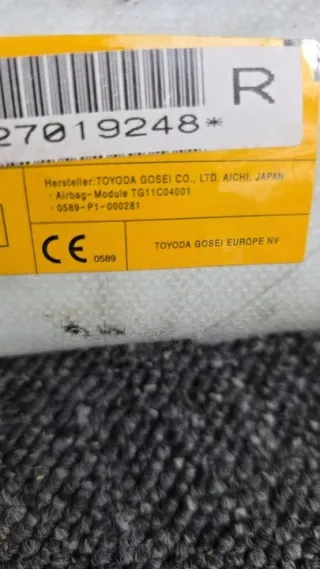 R
27019248*
Hersteller:TOYODA GOSEI CO., LTD, AICHI, JAPAN
- Airbag-Module TG11C04001
- 0589-P1-000281
CE 0589
TOYODA GOSEI EUROPE NV